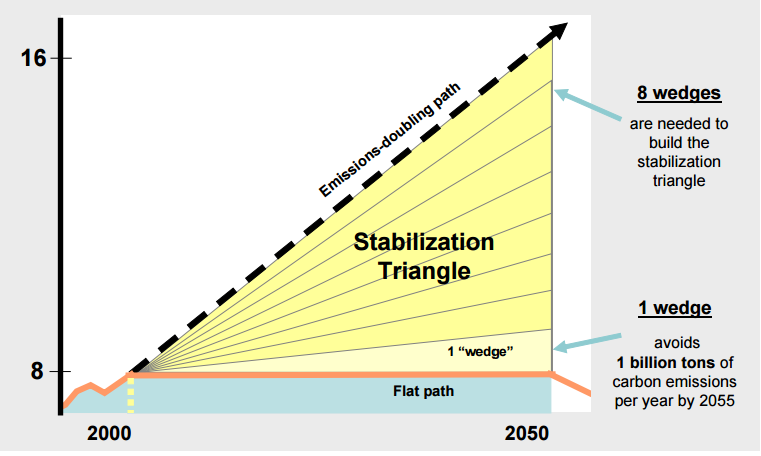 16
Emissions-doubling path
8 wedges
are needed to
build the
stabilization
triangle
Stabilization
Triangle
1 wedge
avoids
1 billion tons of
carbon emissions
per year by 2055
1 “wedge”
8
Flat path
2000
2050